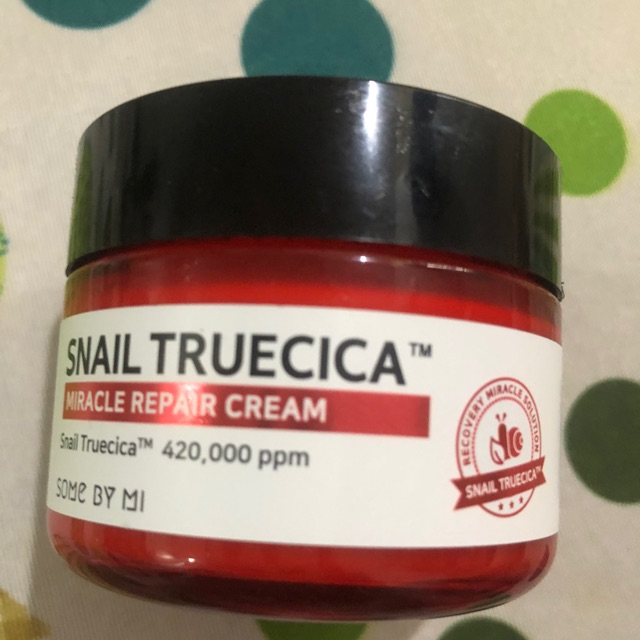 SNAIL TRUECICA™
MIRACLE REPAIR CREAM
Snail Truecica™ 420,000 ppm
SOME BY MI
RECOVERY MIRACLE SOLUTION
SNAIL TRUECICA™